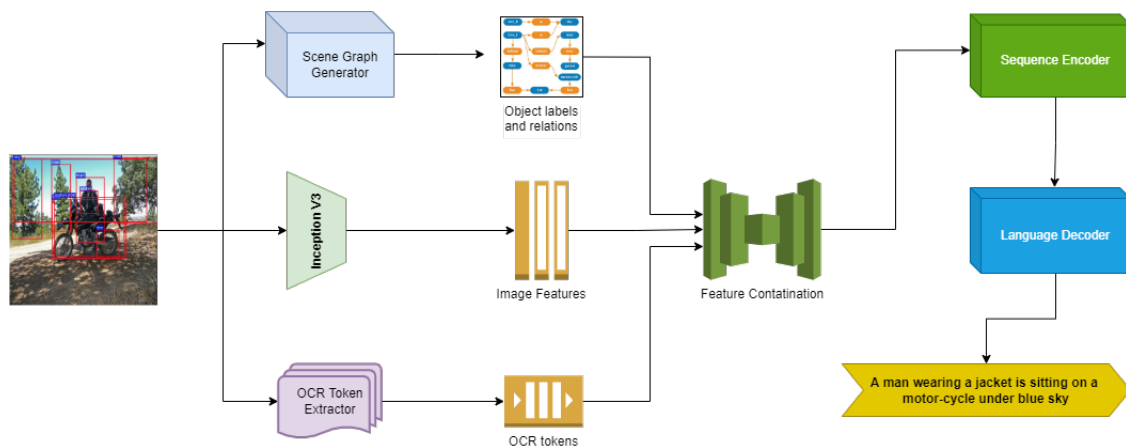 Scene Graph
Generator
Object labels
and relations
Sequence Encoder
Inception V3
Image Features
Feature Contatination
Language Decoder
OCR Token
Extractor
OCR tokens
A man wearing a jacket is sitting on a
motor-cycle under blue sky